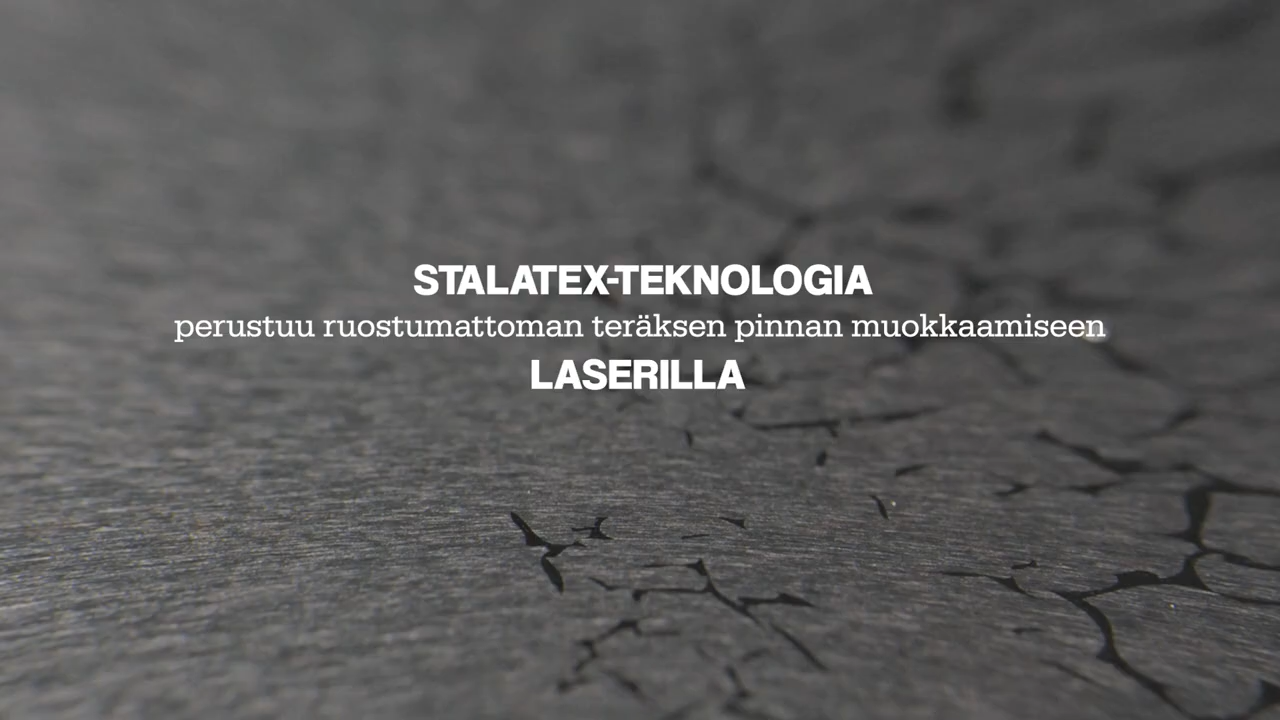 STALATEX-TEKNOLOGIA
perustuu ruostumattoman teräksen pinnan muokkaamiseen
LASERILLA